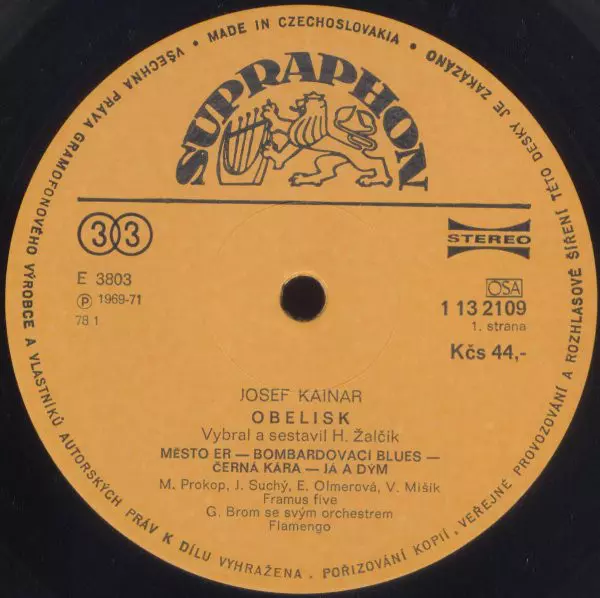 • MADE IN CZECHOSLOVAKIA •
VŠECHNA PRÁVA GRAMOFONOVÉHO VÝROBCE A VLASTNÍKŮ AUTORSKÝCH PRÁV K DÍLU VYHRAŽENA. POŘIZOVÁNÍ KOPIÍ, VEŘEJNÉ PROVOZOVÁNÍ A ROZHLASOVÉ ŠÍŘENÍ TÉTO DESKY JE ZAKÁZÁNO
SUPRAPHON
33
STEREO
E 3803
Ⓟ 1969-71
78 1
OSA
1 13 2109
1. strana
Kčs 44,-
JOSEF KAINAR
OBELISK
Vybral a sestavil H. Žalčík
MĚSTO ER — BOMBARDOVACÍ BLUES —
ČERNÁ KÁRA — JÁ A DÝM
M. Prokop, J. Suchý, E. Olmerová, V. Mišík
Framus five
G. Brom se svým orchestrem
Flamengo